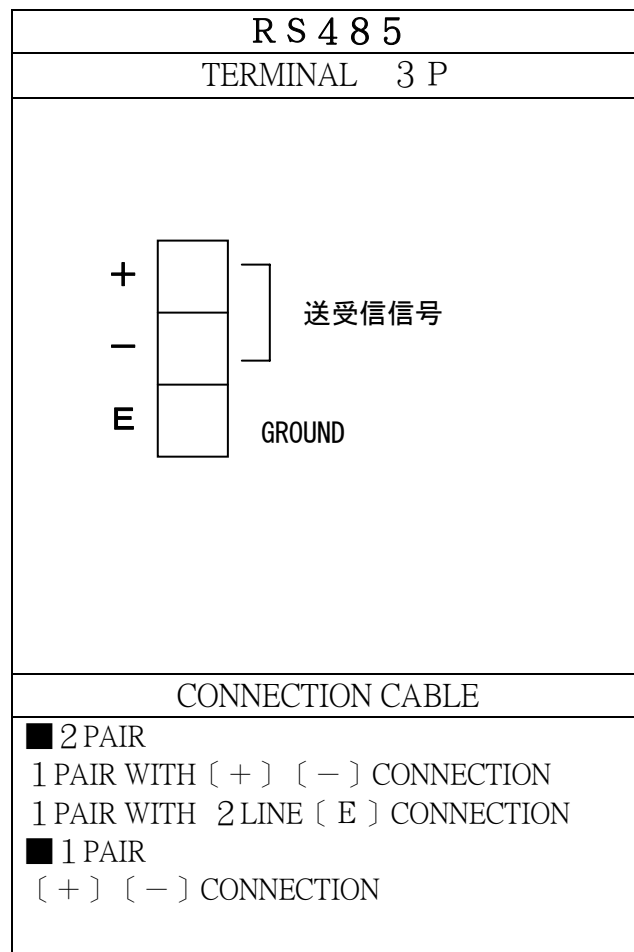 ＲＳ４８５
TERMINAL　３Ｐ
＋
送受信信号
－
E
GROUND
CONNECTION CABLE
■２PAIR
１PAIR WITH〔＋〕〔－〕CONNECTION
１PAIR WITH ２LINE〔Ｅ〕CONNECTION
■１PAIR
〔＋〕〔－〕CONNECTION